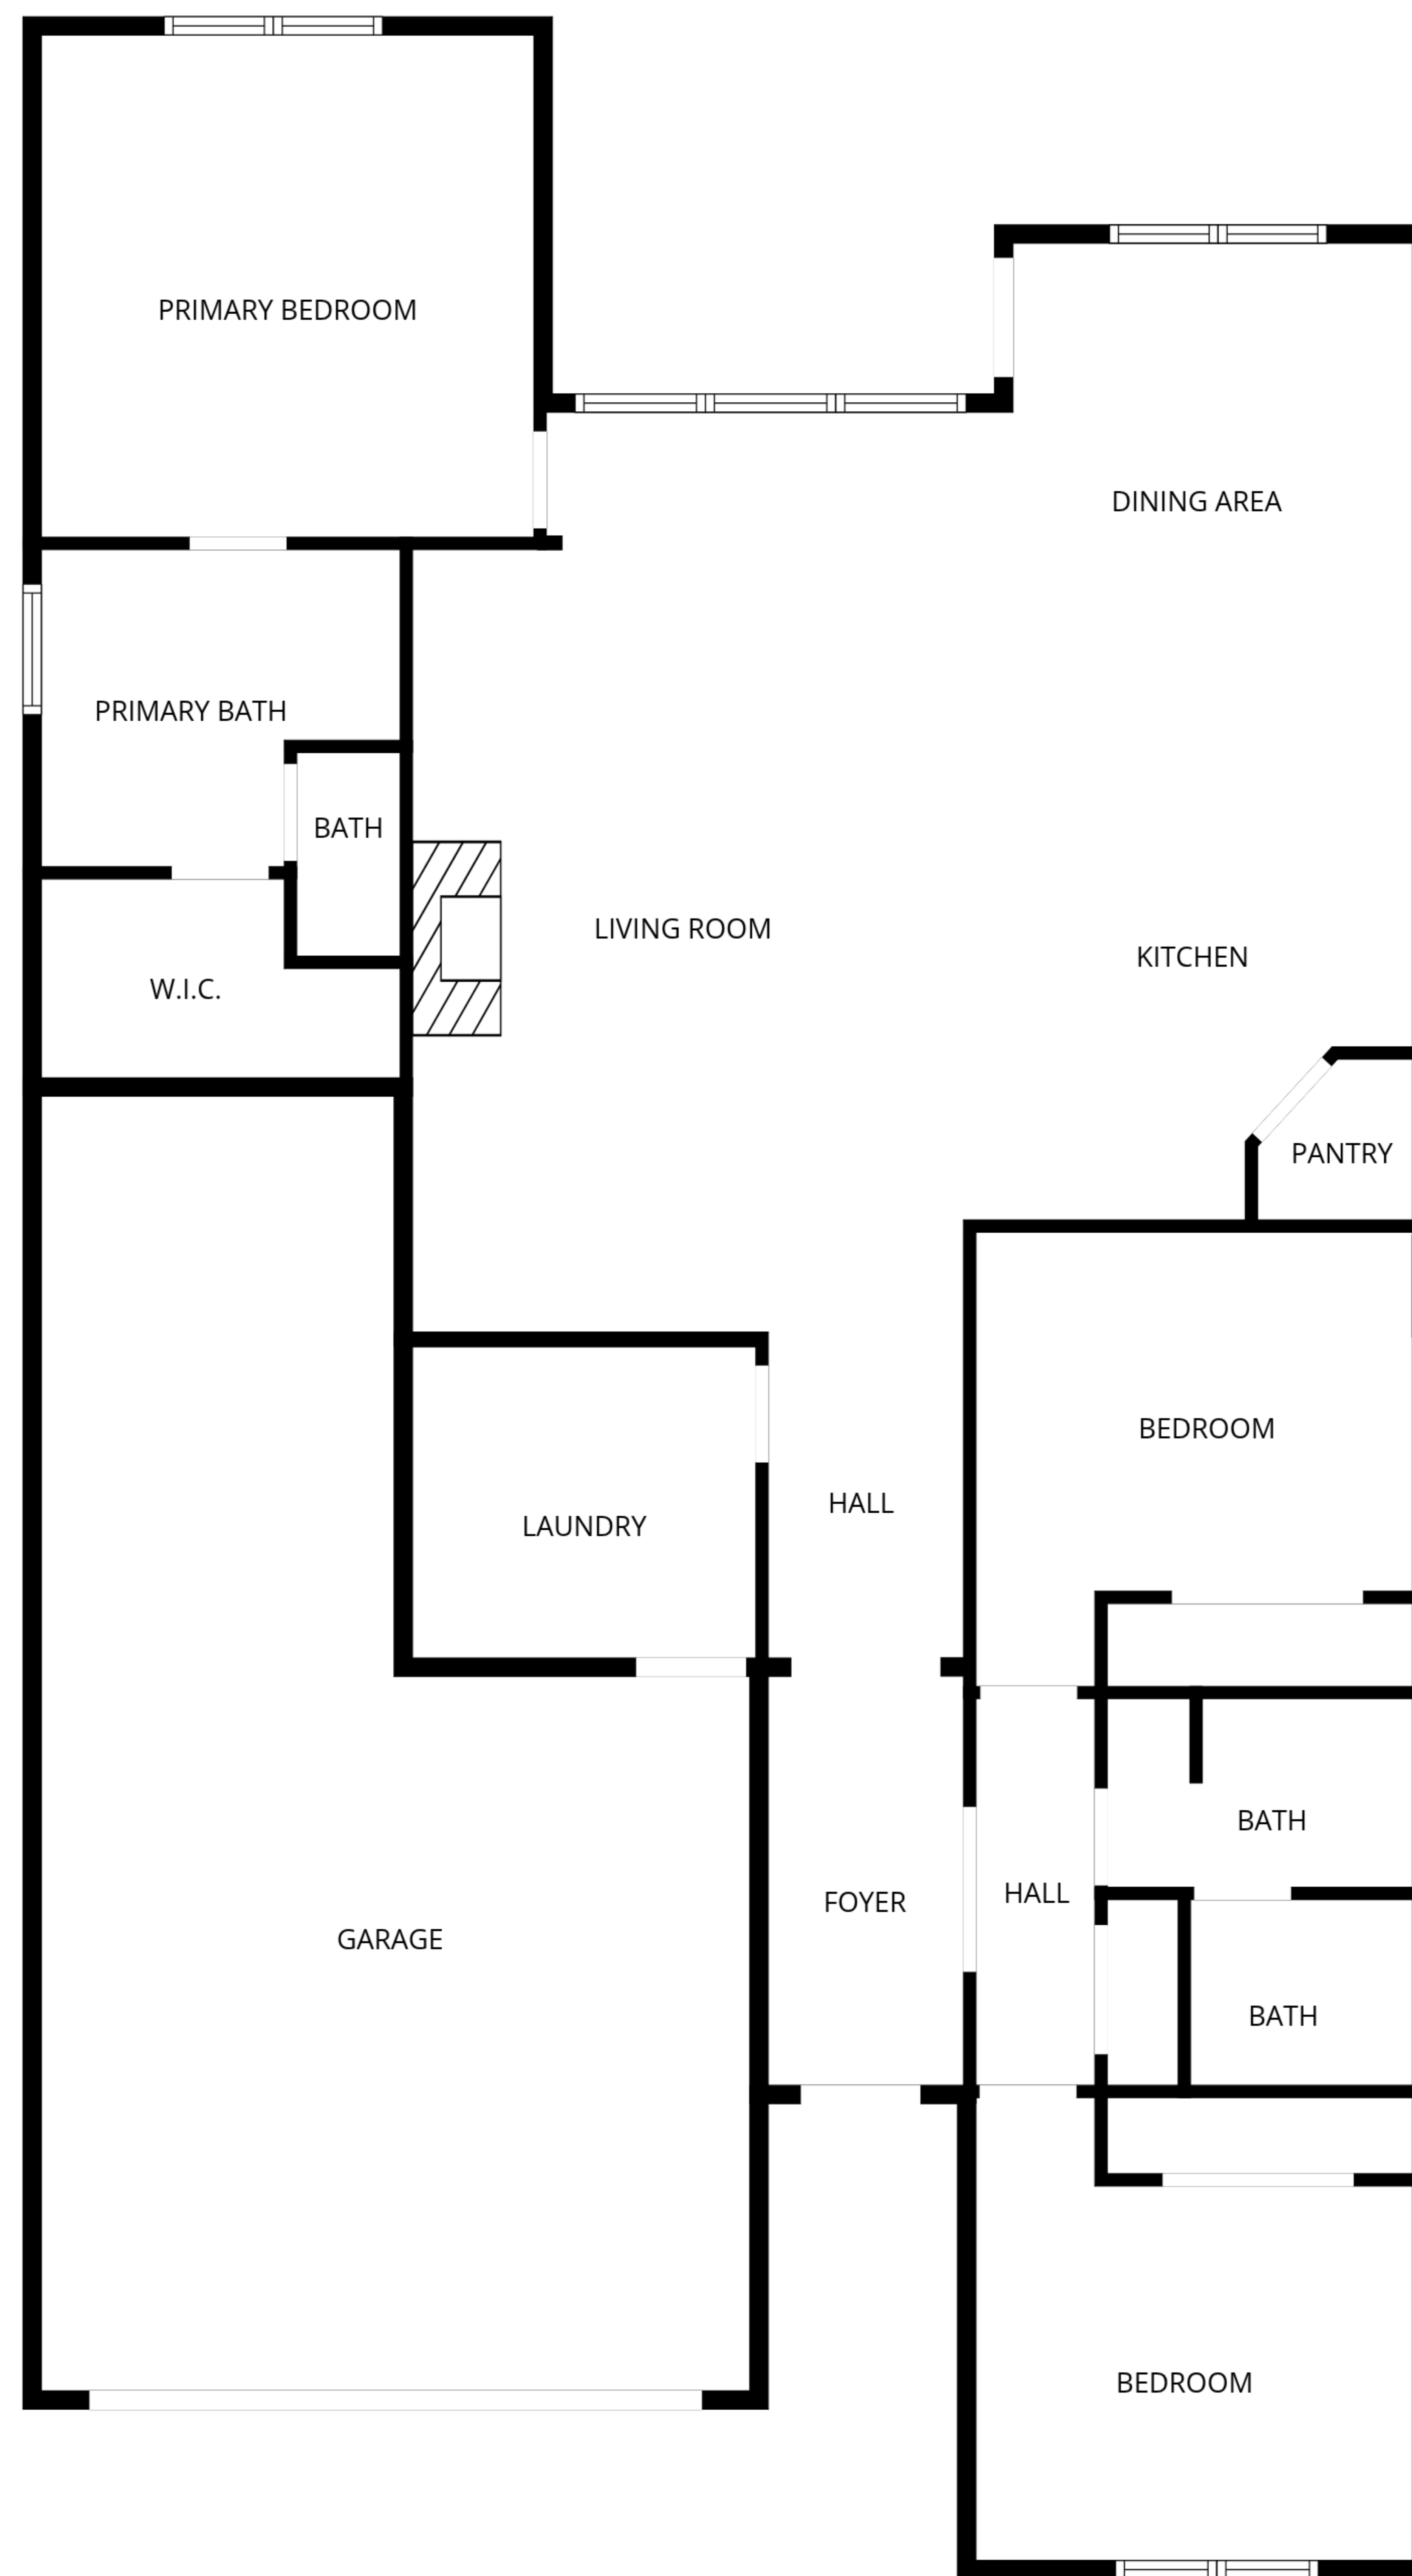 PRIMARY BEDROOM
DINING AREA
PRIMARY BATH
BATH
LIVING ROOM
KITCHEN
W.I.C.
PANTRY
BEDROOM
HALL
LAUNDRY
BATH
HALL
FOYER
GARAGE
BATH
BEDROOM